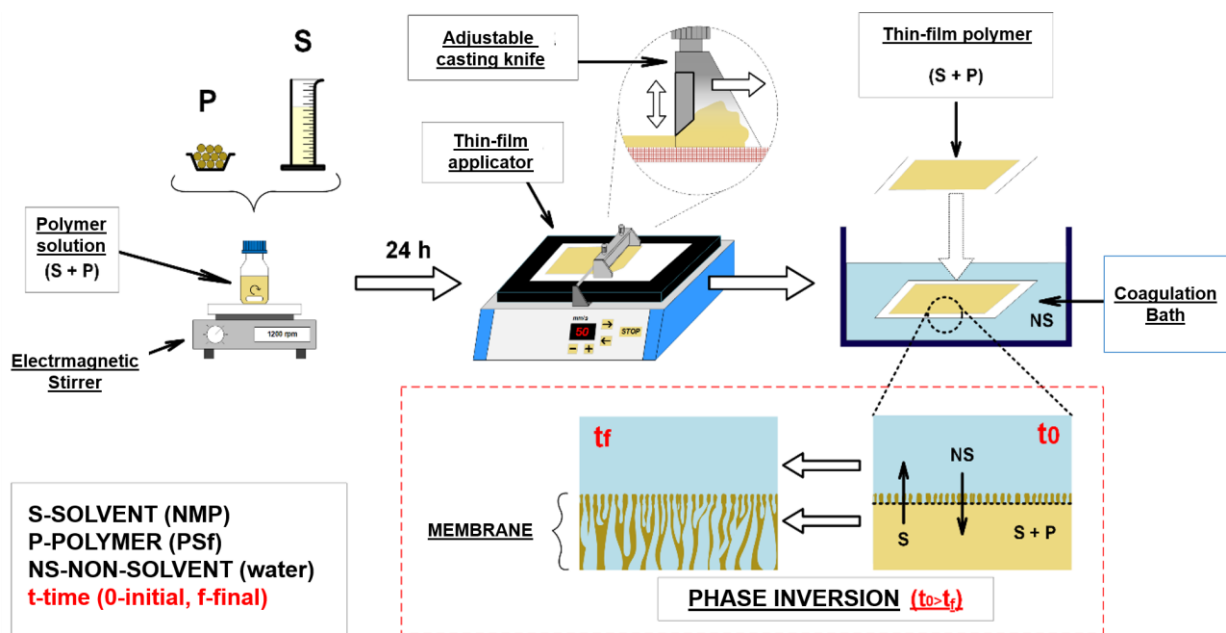 S
P
Polymer
solution
(S + P)
1200 rpm
Electrmagnetic
Stirrer
24 h
Adjustable
casting knife
Thin-film
applicator
mm/s
50
STOP
Thin-film polymer
(S + P)
NS
Coagulation
Bath
tf
t0
NS
S
S + P
MEMBRANE
PHASE INVERSION (t0>tf)
S-SOLVENT (NMP)
P-POLYMER (PSf)
NS-NON-SOLVENT (water)
t-time (0-initial, f-final)